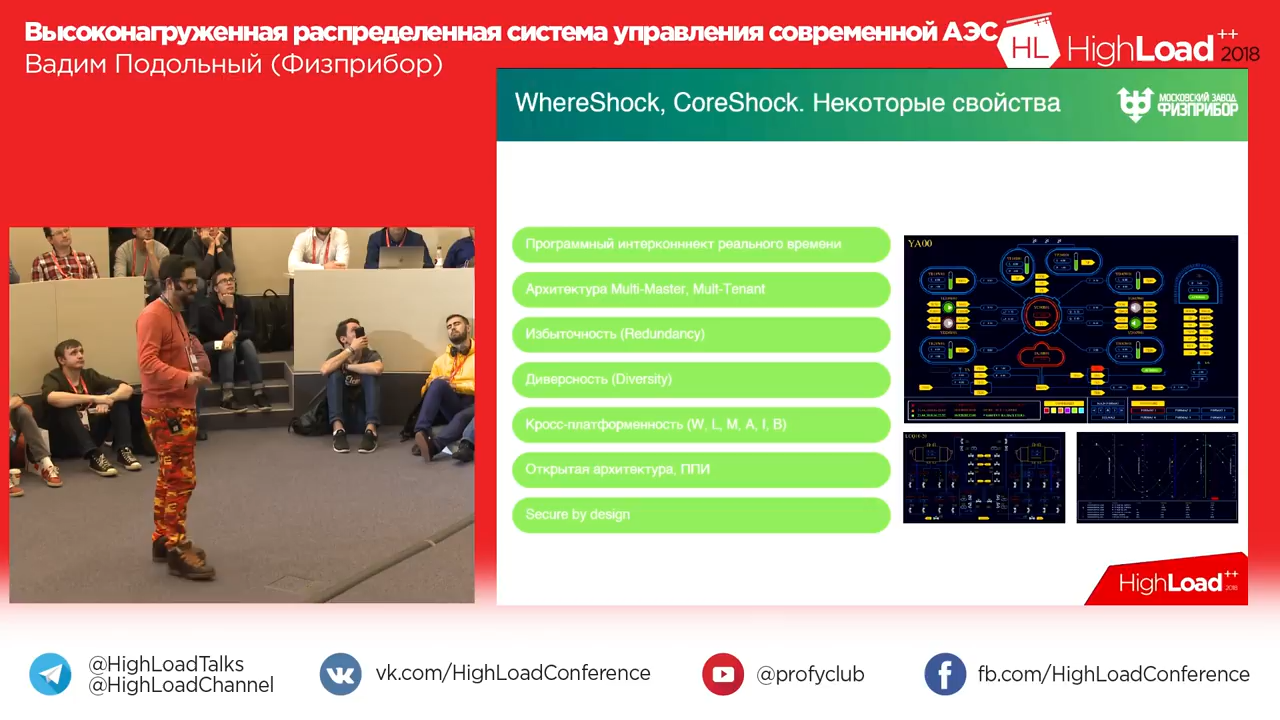 Высоконагруженная распределенная система управления современной АЭС
Вадим Подольный (Физприбор)
HL HighLoad++ 2018
WhereShock, CoreShock. Некоторые свойства
МОСКОВСКИЙ ЗАВОД
ФИЗПРИБОР
Программный интерконннект реального времени
Архитектура Multi-Master, Mult-Tenant
Избыточность (Redundancy)
Диверсность (Diversity)
Кросс-платформенность (W, L, M, A, I, B)
Открытая архитектура, ППИ
Secure by design
YA00
HighLoad++ 2018
@HighLoadTalks
@HighLoadChannel
vk.com/HighLoadConference
@profyclub
fb.com/HighLoadConference